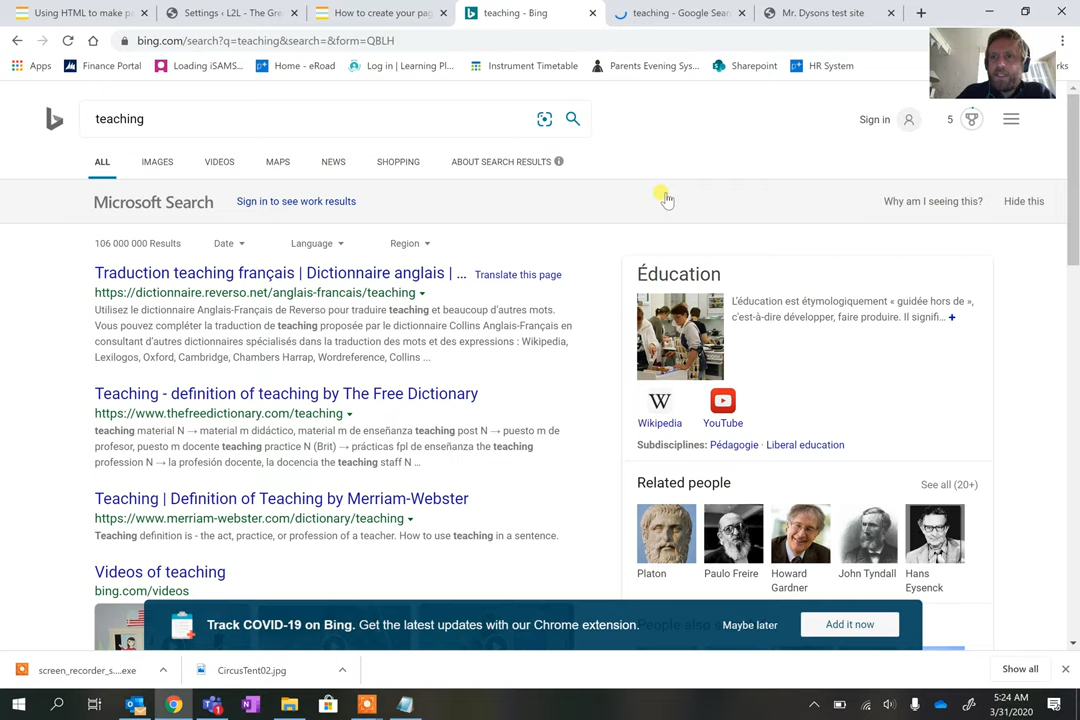 Using HTML to make p
Settings ‹ L2L - The Gre
How to create your pag
teaching - Bing
teaching - Google Sear
Mr. Dysons test site
bing.com/search?q=teaching&search=&form=QBLH
Apps
Finance Portal
Loading iSAMS...
Home - eRoad
Log in | Learning Pl...
Instrument Timetable
Parents Evening Sy...
Sharepoint
HR System
rks
teaching
Sign in
5
ALL
IMAGES
VIDEOS
MAPS
NEWS
SHOPPING
ABOUT SEARCH RESULTS
Microsoft Search
Sign in to see work results
Why am I seeing this?
Hide this
106 000 000 Results
Date
Language
Region
Traduction teaching français | Dictionnaire anglais | ...
Translate this page
https://dictionnaire.reverso.net/anglais-francais/teaching
Utilisez le dictionnaire Anglais-Français de Reverso pour traduire teaching et beaucoup d'autres mots.
Vous pouvez compléter la traduction de teaching proposée par le dictionnaire Collins Anglais-Français en
consultant d'autres dictionnaires spécialisés dans la traduction des mots et des expressions : Wikipedia,
Lexilogos, Oxford, Cambridge, Chambers Harrap, Wordreference, Collins ...
Teaching - definition of teaching by The Free Dictionary
https://www.thefreedictionary.com/teaching
teaching material N → material m didáctico, material m de enseñanza teaching post N → puesto m de
profesor, puesto m docente teaching practice N (Brit) → prácticas fpl de enseñanza the teaching
profession N → la profesión docente, la docencia the teaching staff N ...
Teaching | Definition of Teaching by Merriam-Webster
https://www.merriam-webster.com/dictionary/teaching
Teaching definition is - the act, practice, or profession of a teacher. How to use teaching in a sentence.
Videos of teaching
bing.com/videos
Éducation
L'éducation est étymologiquement « guidée hors de »,
c'est-à-dire développer, faire produire. Il signifi... +
W
Wikipedia
YouTube
Subdisciplines: Pédagogie · Liberal education
Related people
See all (20+)
Platon
Paulo Freire
Howard Gardner
John Tyndall
Hans Eysenck
Track COVID-19 on Bing. Get the latest updates with our Chrome extension.
Maybe later
Add it now
screen_recorder_s....exe
CircusTent02.jpg
Show all
5:24 AM
3/31/2020